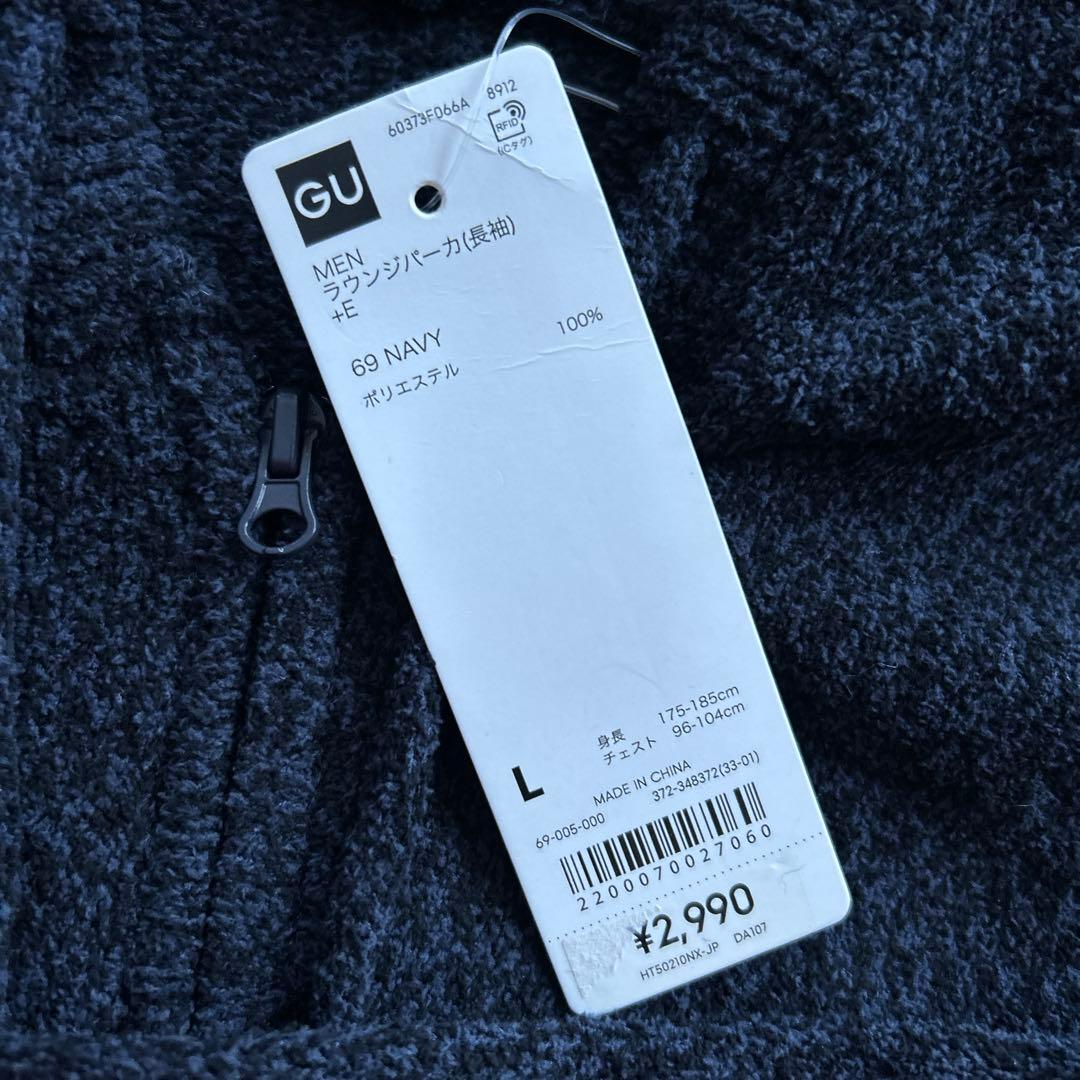 60373F066A 8912
RFID
(ICタグ)
GU
MEN
ラウンジパーカ(長袖)
+E
69 NAVY
ポリエステル 100%
身長 175-185cm
チェスト 96-104cm
L
MADE IN CHINA
372-348372(33-01)
69-005-000
2200070027060
¥2,990
HT50210NX-JP DA107